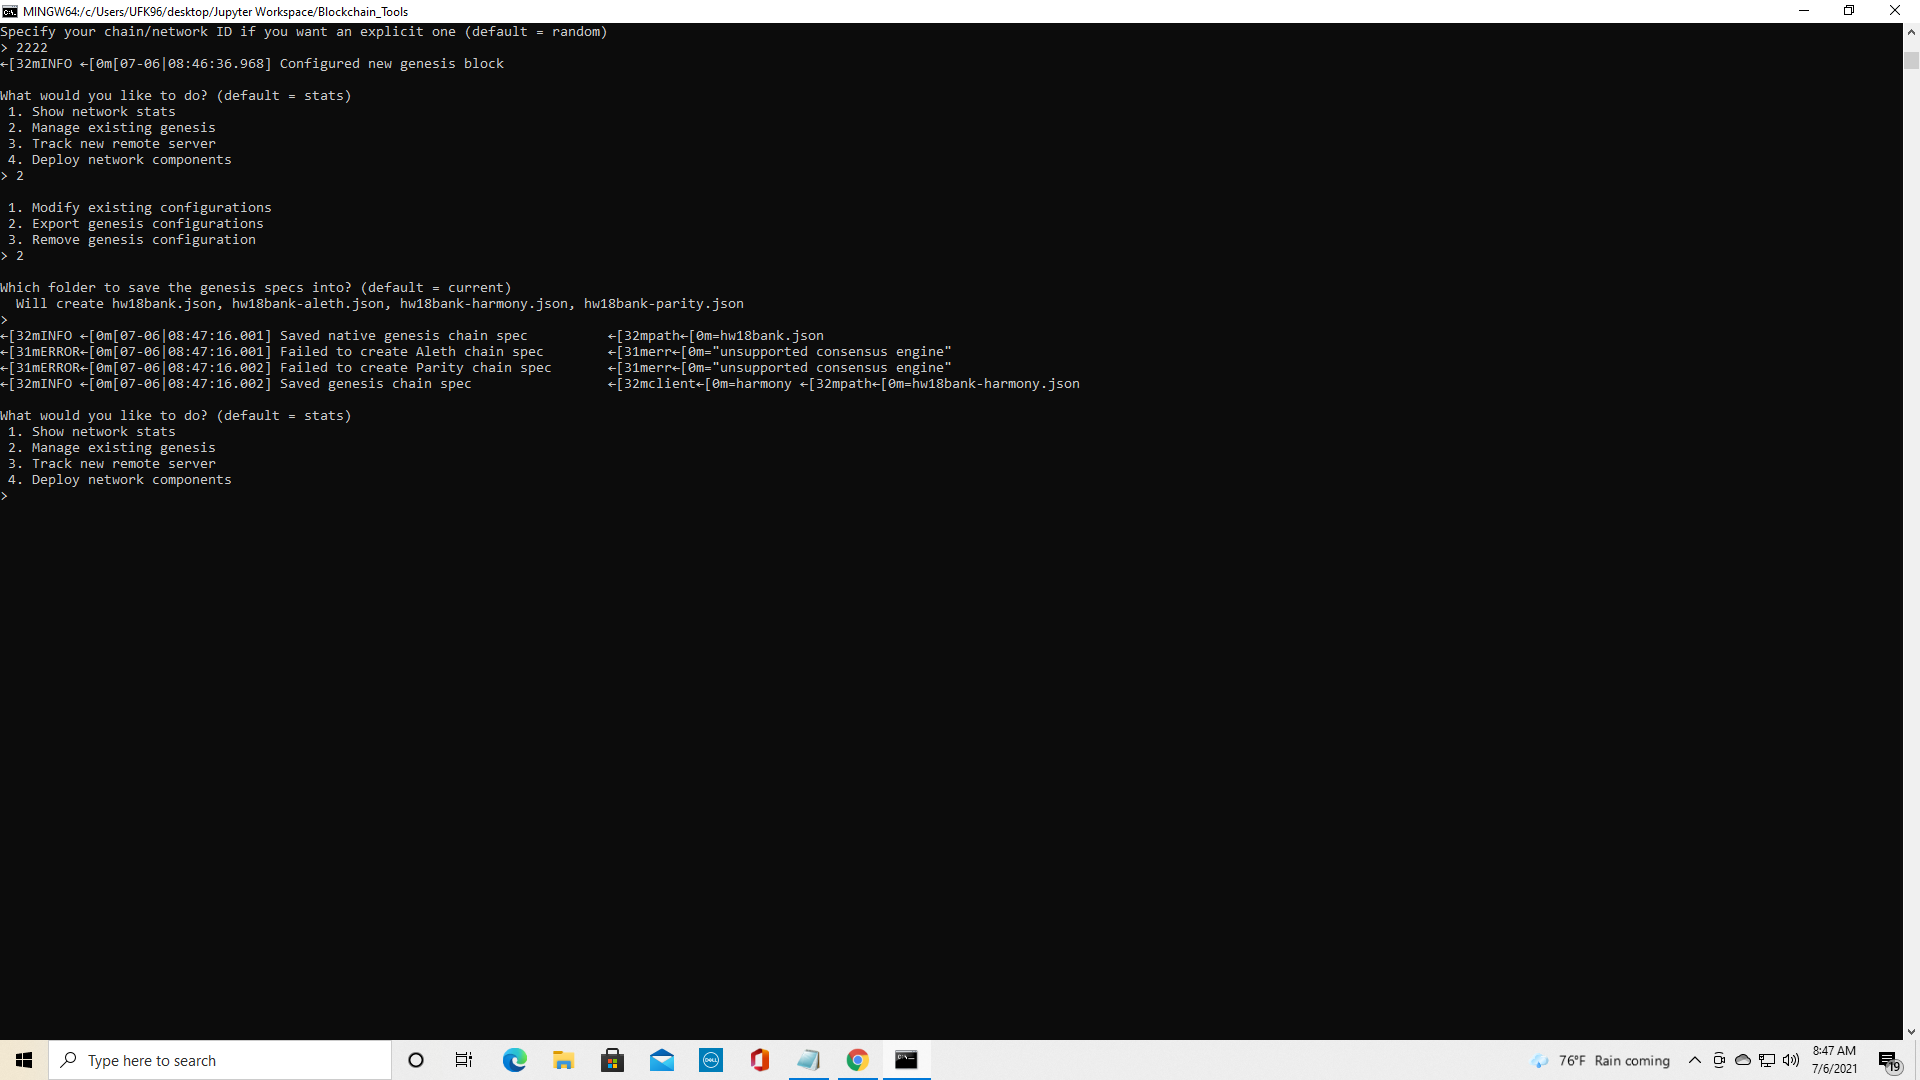 MINGW64:/c/Users/UFK96/desktop/Jupyter Workspace/Blockchain_Tools
Specify your chain/network ID if you want an explicit one (default = random)
> 2222
←[32mINFO ←[0m[07-06|08:46:36.968] Configured new genesis block
What would you like to do? (default = stats)
1. Show network stats
2. Manage existing genesis
3. Track new remote server
4. Deploy network components
> 2
1. Modify existing configurations
2. Export genesis configurations
3. Remove genesis configuration
> 2
Which folder to save the genesis specs into? (default = current)
Will create hw18bank.json, hw18bank-aleth.json, hw18bank-harmony.json, hw18bank-parity.json
>
←[32mINFO ←[0m[07-06|08:47:16.001] Saved native genesis chain spec ←[32mpath←[0m=hw18bank.json
←[31mERROR←[0m[07-06|08:47:16.001] Failed to create Aleth chain spec ←[31merr←[0m="unsupported consensus engine"
←[31mERROR←[0m[07-06|08:47:16.002] Failed to create Parity chain spec ←[31merr←[0m="unsupported consensus engine"
←[32mINFO ←[0m[07-06|08:47:16.002] Saved genesis chain spec ←[32mclient←[0m=harmony ←[32mpath←[0m=hw18bank-harmony.json
What would you like to do? (default = stats)
1. Show network stats
2. Manage existing genesis
3. Track new remote server
4. Deploy network components
>
Type here to search
DELL
76°F Rain coming
8:47 AM
7/6/2021
19